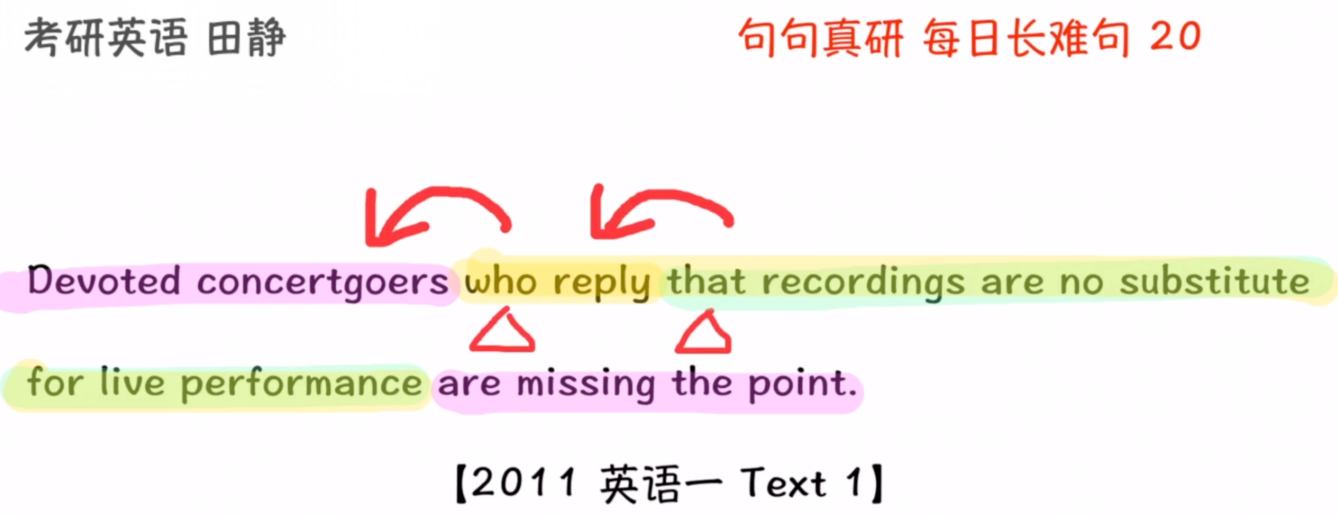 考研英语 田静
句句真研 每日长难句 20
Devoted concertgoers who reply that recordings are no substitute
for live performance are missing the point.
【2011 英语一 Text 1】